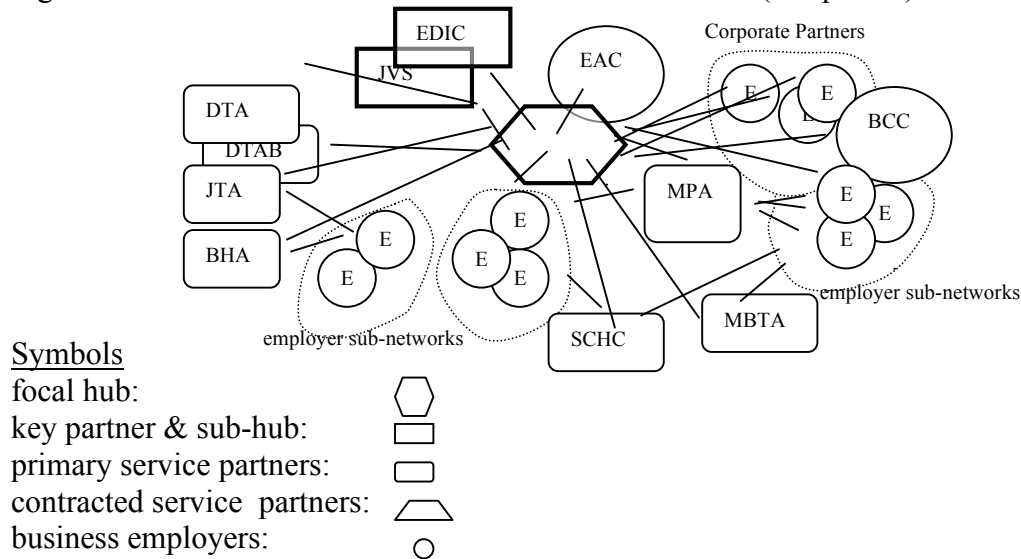 EDIC
Corporate Partners
EAC
JVS
E
E
E
DTA
BCC
DTAB
JTA
MPA
E
E
E
E
E
BHA
E
E
E
E
employer sub-networks
MBTA
employer sub-networks
SCHC
Symbols
focal hub:
key partner & sub-hub:
primary service partners:
contracted service partners:
business employers: